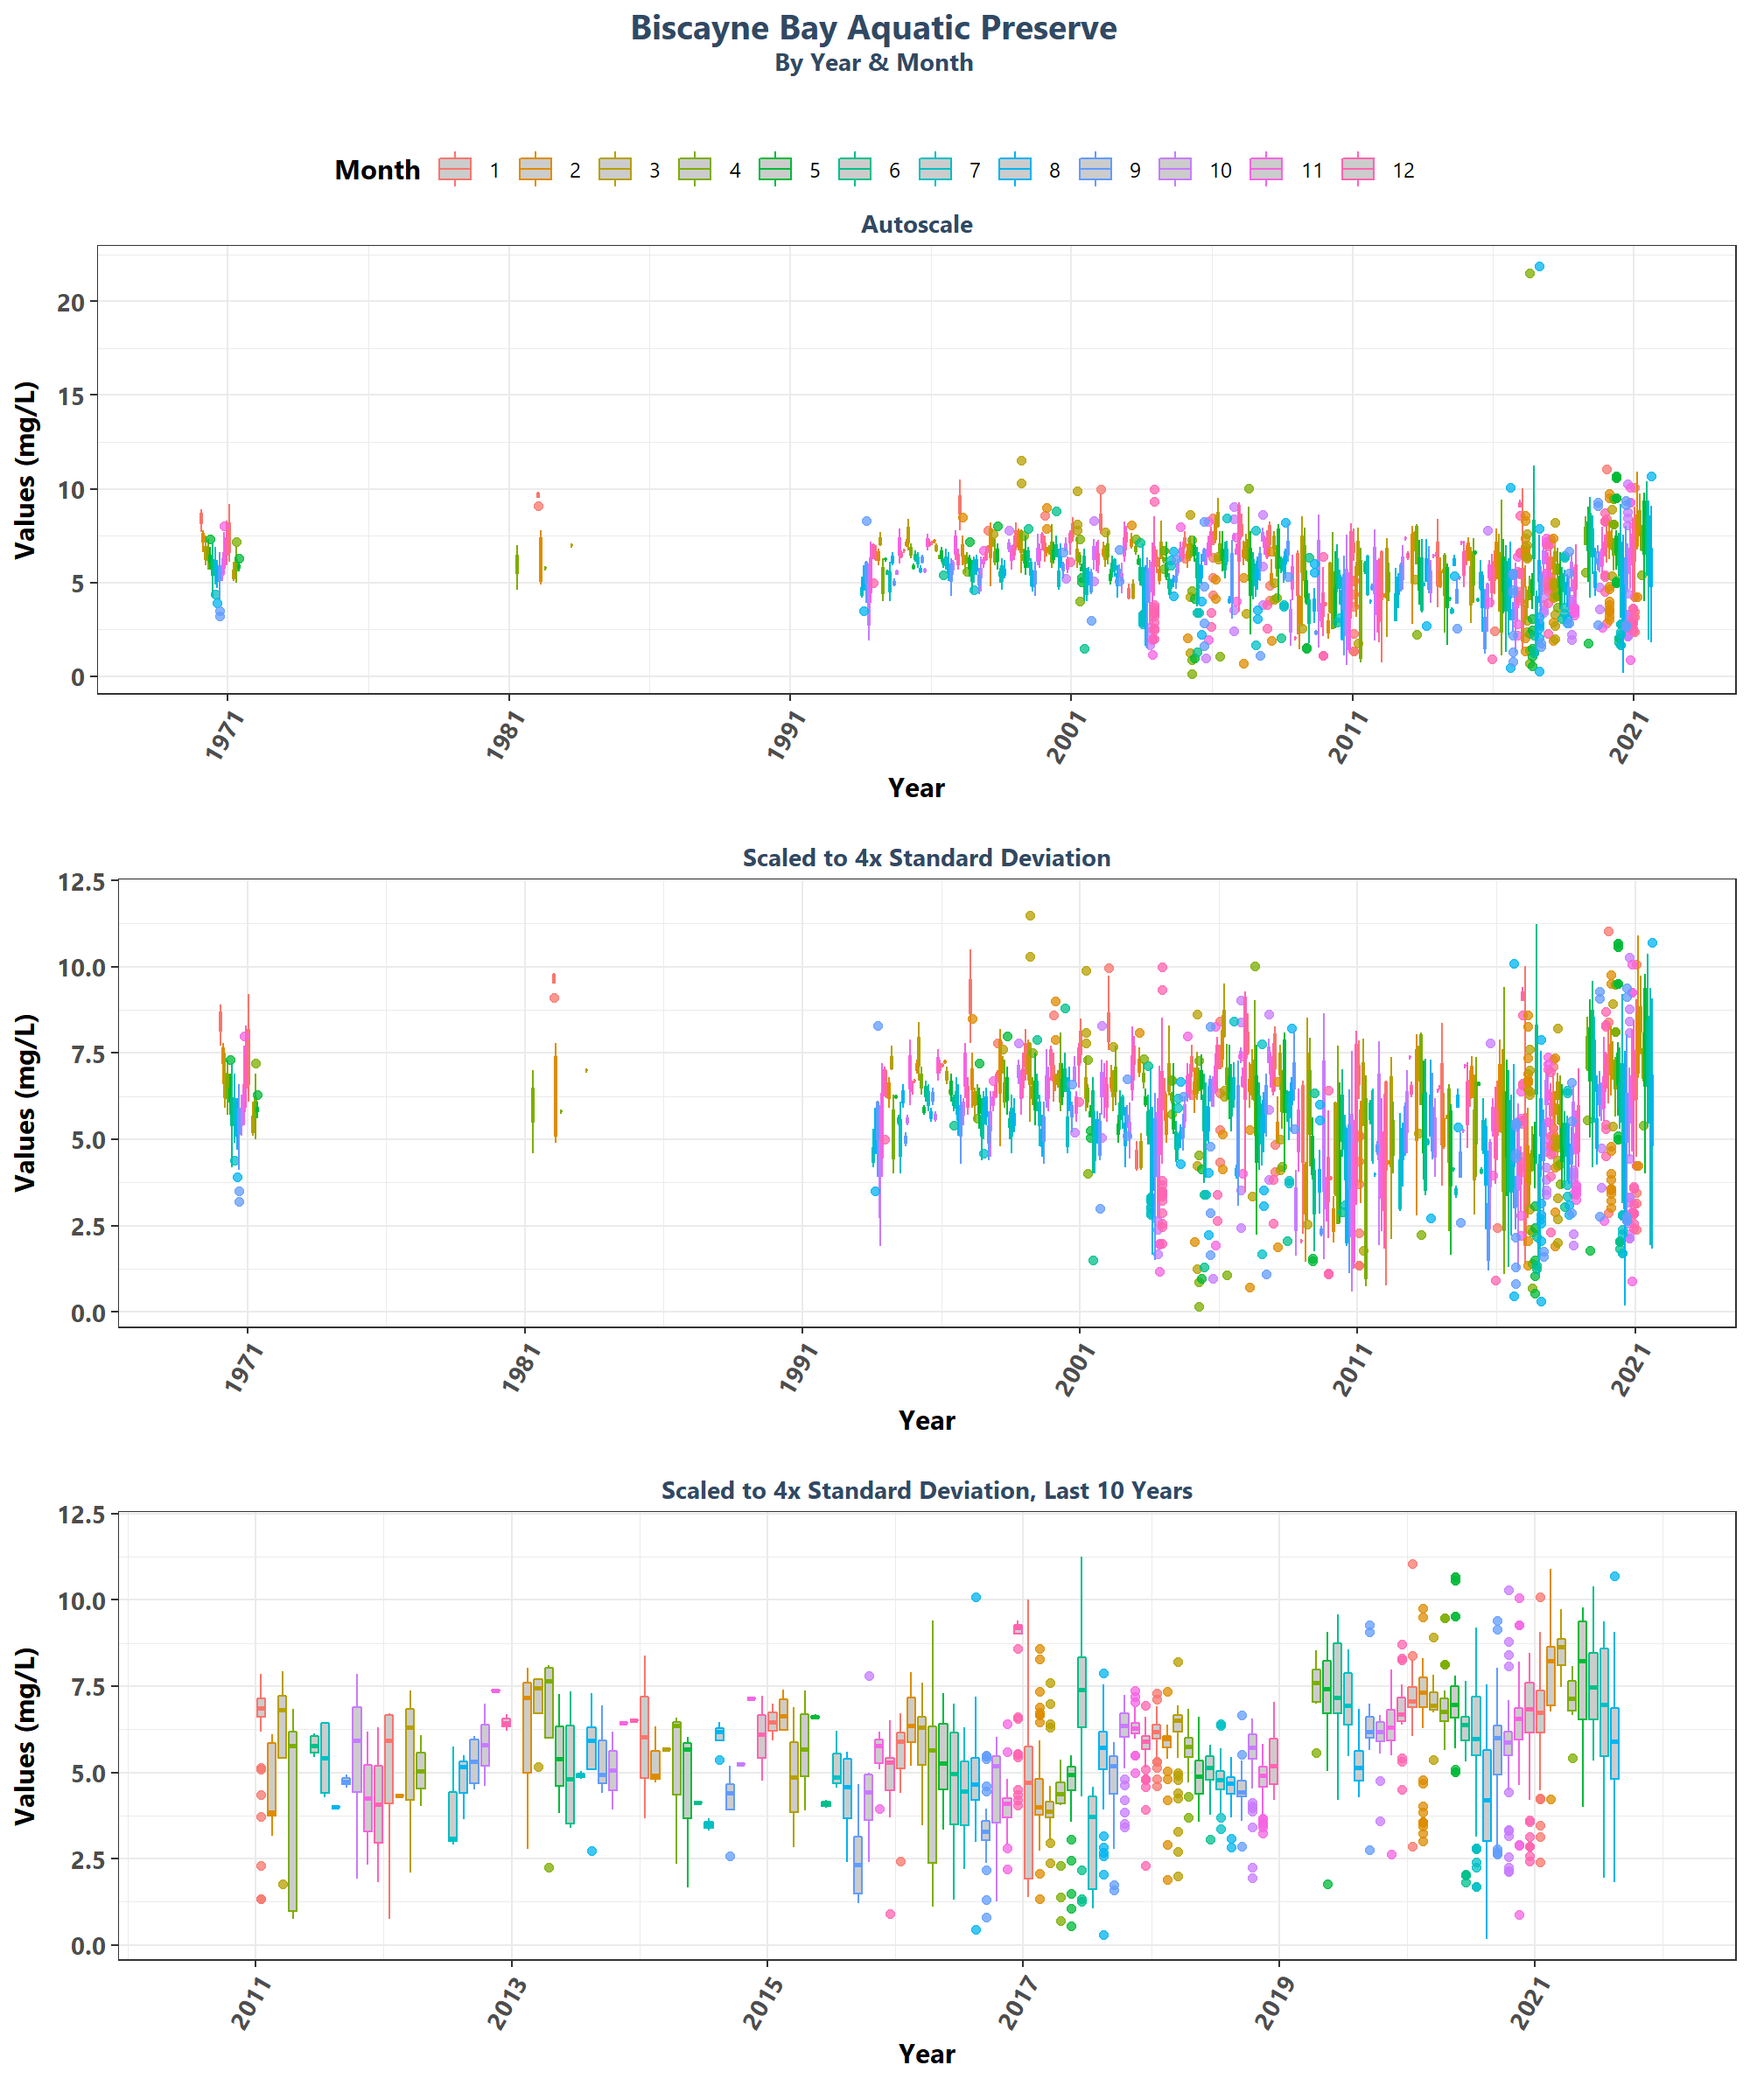 Biscayne Bay Aquatic Preserve
By Year & Month
Month 1 2 3 4 5 6 7 8 9 10 11 12
Autoscale
Values (mg/L)
20
15
10
5
0
1971 1981 1991 2001 2011 2021
Year
Scaled to 4x Standard Deviation
Values (mg/L)
12.5
10.0
7.5
5.0
2.5
0.0
1971 1981 1991 2001 2011 2021
Year
Scaled to 4x Standard Deviation, Last 10 Years
Values (mg/L)
12.5
10.0
7.5
5.0
2.5
0.0
2011 2013 2015 2017 2019 2021
Year